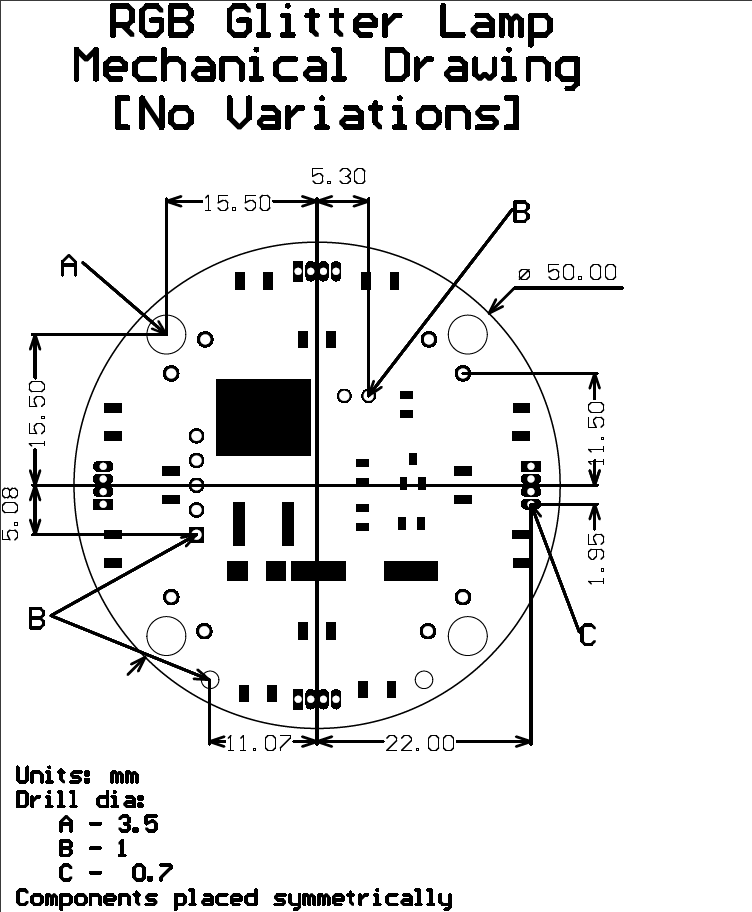 RGB Glitter Lamp
Mechanical Drawing
[No Variations]
5.30
15.50
B
A
ø 50.00
15.50
11.50
5.08
1.95
B
C
11.07
22.00
Units: mm
Drill dia:
A - 3.5
B - 1
C - 0.7
Components placed symmetrically